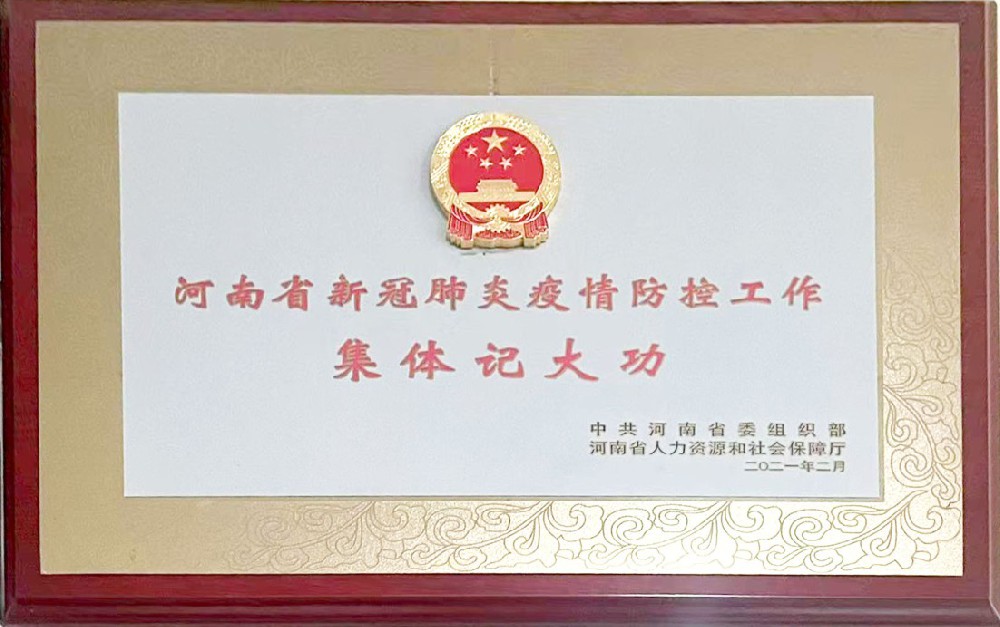 河南省新冠肺炎疫情防控工作
集体记大功
中共河南省委组织部
河南省人力资源和社会保障厅
二〇二一年二月